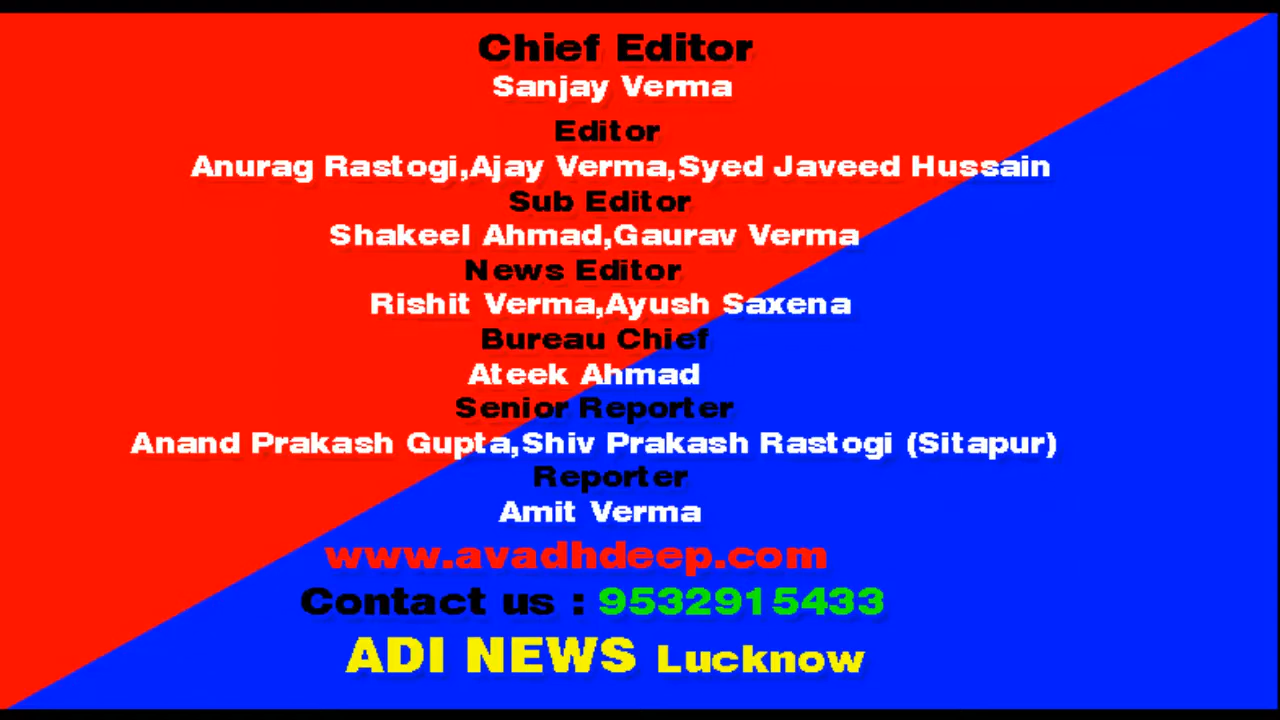 Chief Editor
Sanjay Verma
Editor
Anurag Rastogi,Ajay Verma,Syed Javeed Hussain
Sub Editor
Shakeel Ahmad,Gaurav Verma
News Editor
Rishit Verma,Ayush Saxena
Bureau Chief
Ateek Ahmad
Senior Reporter
Anand Prakash Gupta,Shiv Prakash Rastogi (Sitapur)
Reporter
Amit Verma
www.avadhdeep.com
Contact us : 9532915433
ADI NEWS Lucknow